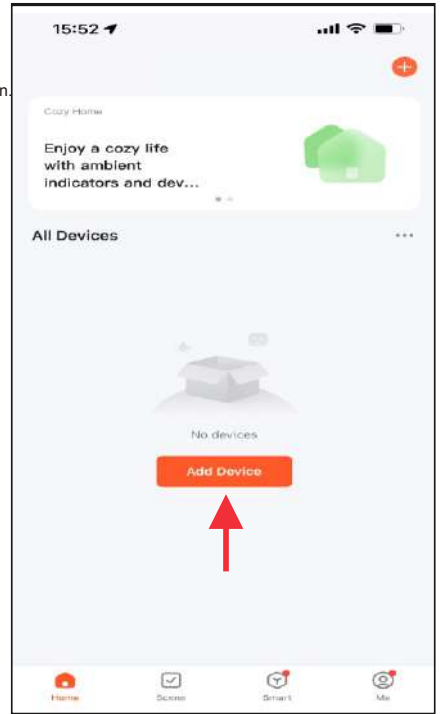 15:52
n.
Cozy Home
Enjoy a cozy life
with ambient
indicators and dev...
All Devices
No devices
Add Device
Home
Scene
Smart
Me